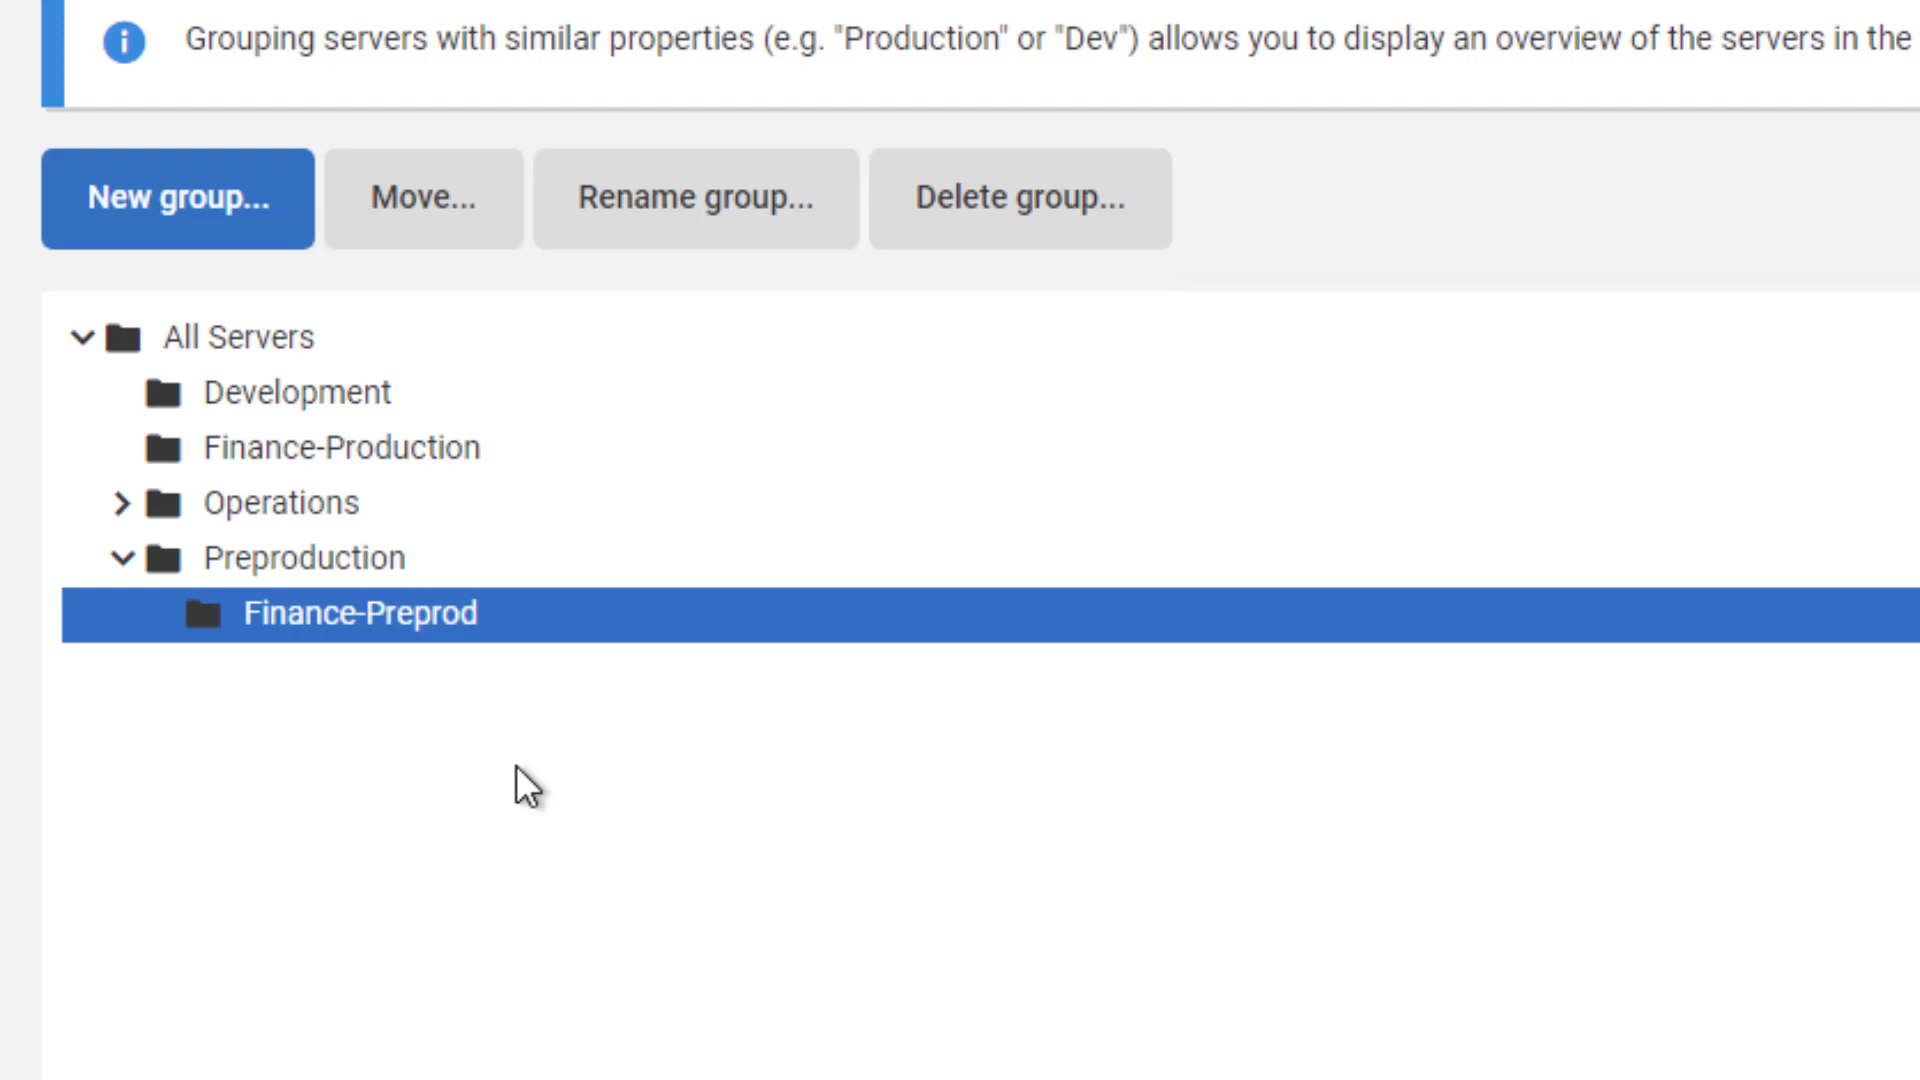 Grouping servers with similar properties (e.g. "Production" or "Dev") allows you to display an overview of the servers in the
New group... Move... Rename group... Delete group...
All Servers
Development
Finance-Production
Operations
Preproduction
Finance-Preprod